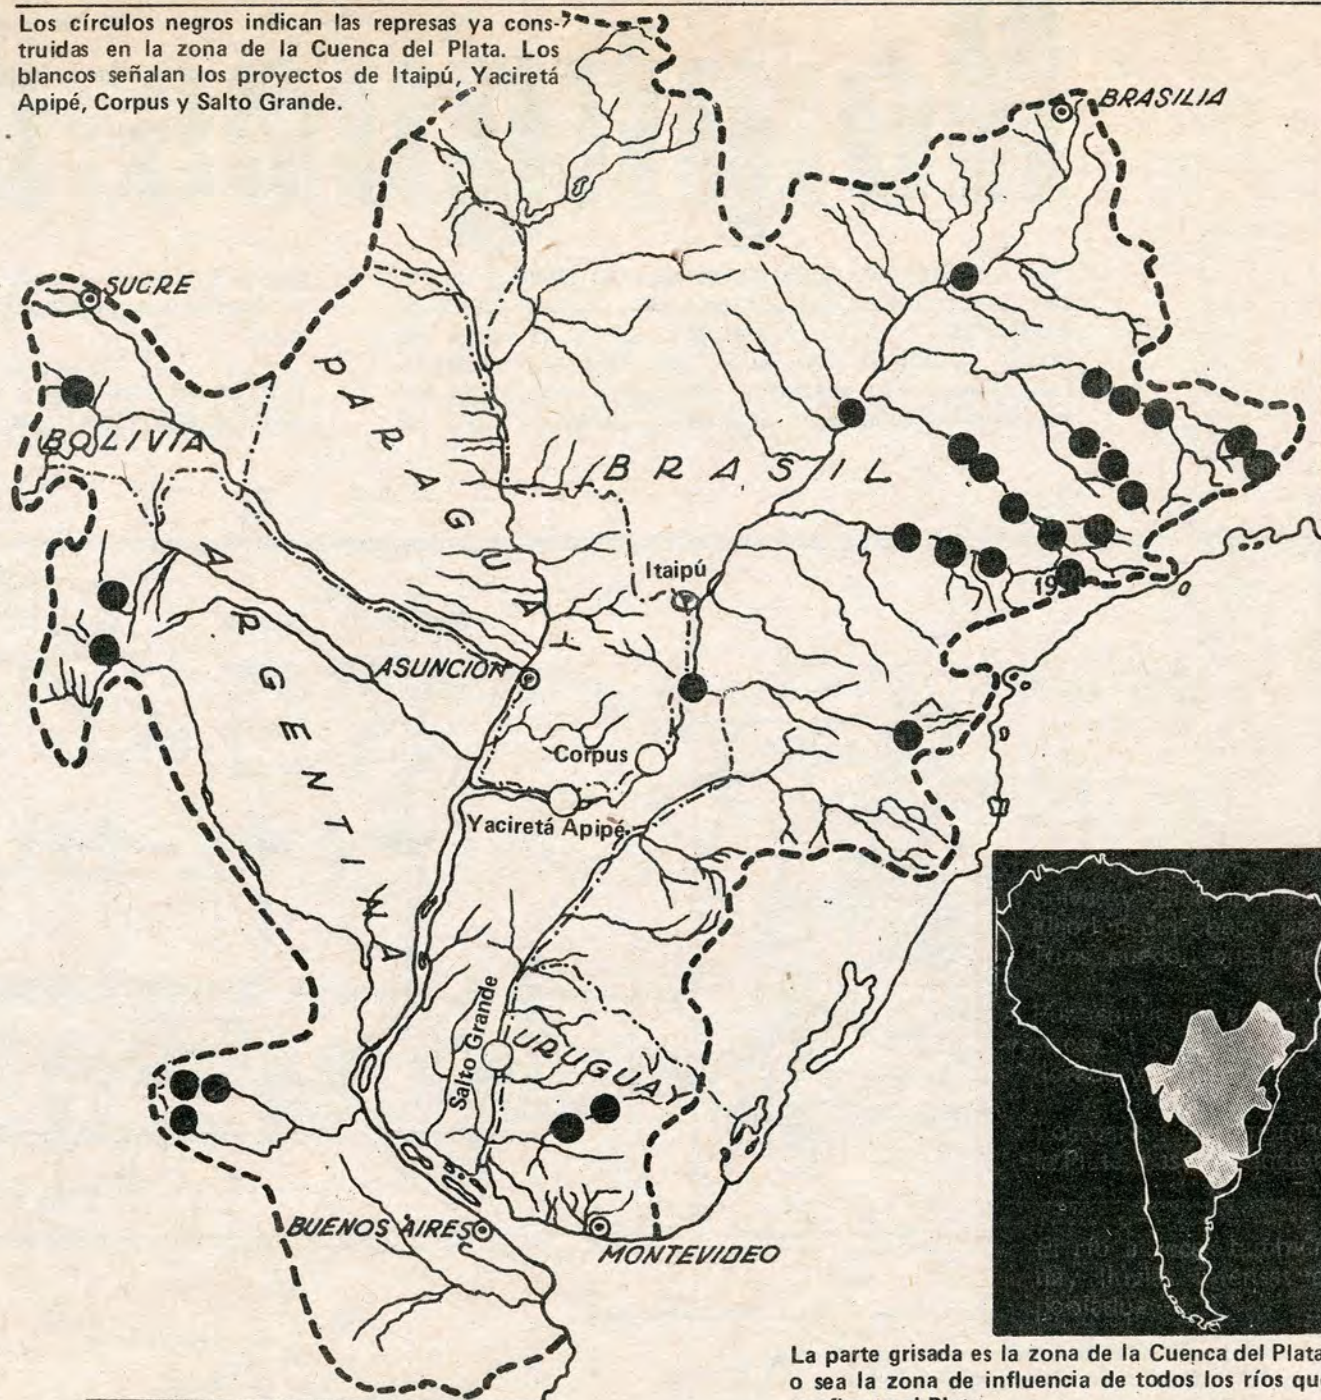 Los círculos negros indican las represas ya cons-
truidas en la zona de la Cuenca del Plata. Los
blancos señalan los proyectos de Itaipú, Yaciretá
Apipé, Corpus y Salto Grande.
BRASILIA
SUCRE
PARAGUAY
BOLIVIA
BRASIL
Itaipú
ARGENTINA
ASUNCIÓN
Corpus
Yaciretá Apipé
Salto Grande
URUGUAY
BUENOS AIRES
MONTEVIDEO
La parte grisada es la zona de la Cuenca del Plata
o sea la zona de influencia de todos los ríos que